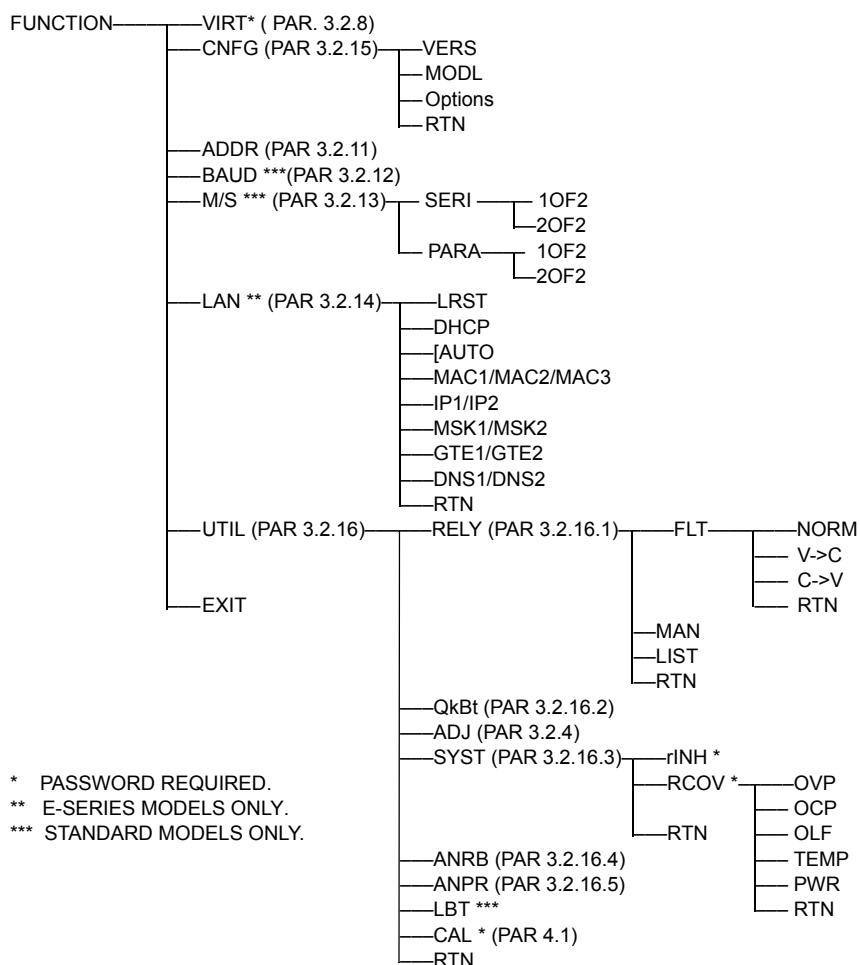 FUNCTION VIRT* ( PAR. 3.2.8)
CNFG (PAR 3.2.15) VERS
MODL
Options
RTN
ADDR (PAR 3.2.11)
BAUD ***(PAR 3.2.12)
M/S *** (PAR 3.2.13) SERI 1OF2
2OF2
PARA 1OF2
2OF2
LAN ** (PAR 3.2.14) LRST
DHCP
[AUTO
MAC1/MAC2/MAC3
IP1/IP2
MSK1/MSK2
GTE1/GTE2
DNS1/DNS2
RTN
UTIL (PAR 3.2.16) RELY (PAR 3.2.16.1) FLT NORM
V->C
C->V
EXIT RTN
MAN
LIST
RTN
QkBt (PAR 3.2.16.2)
ADJ (PAR 3.2.4)
SYST (PAR 3.2.16.3) rINH *
* PASSWORD REQUIRED. RCOV * OVP
** E-SERIES MODELS ONLY. OCP
*** STANDARD MODELS ONLY. RTN OLF
ANRB (PAR 3.2.16.4) TEMP
ANPR (PAR 3.2.16.5) PWR
LBT *** RTN
CAL * (PAR 4.1)
RTN